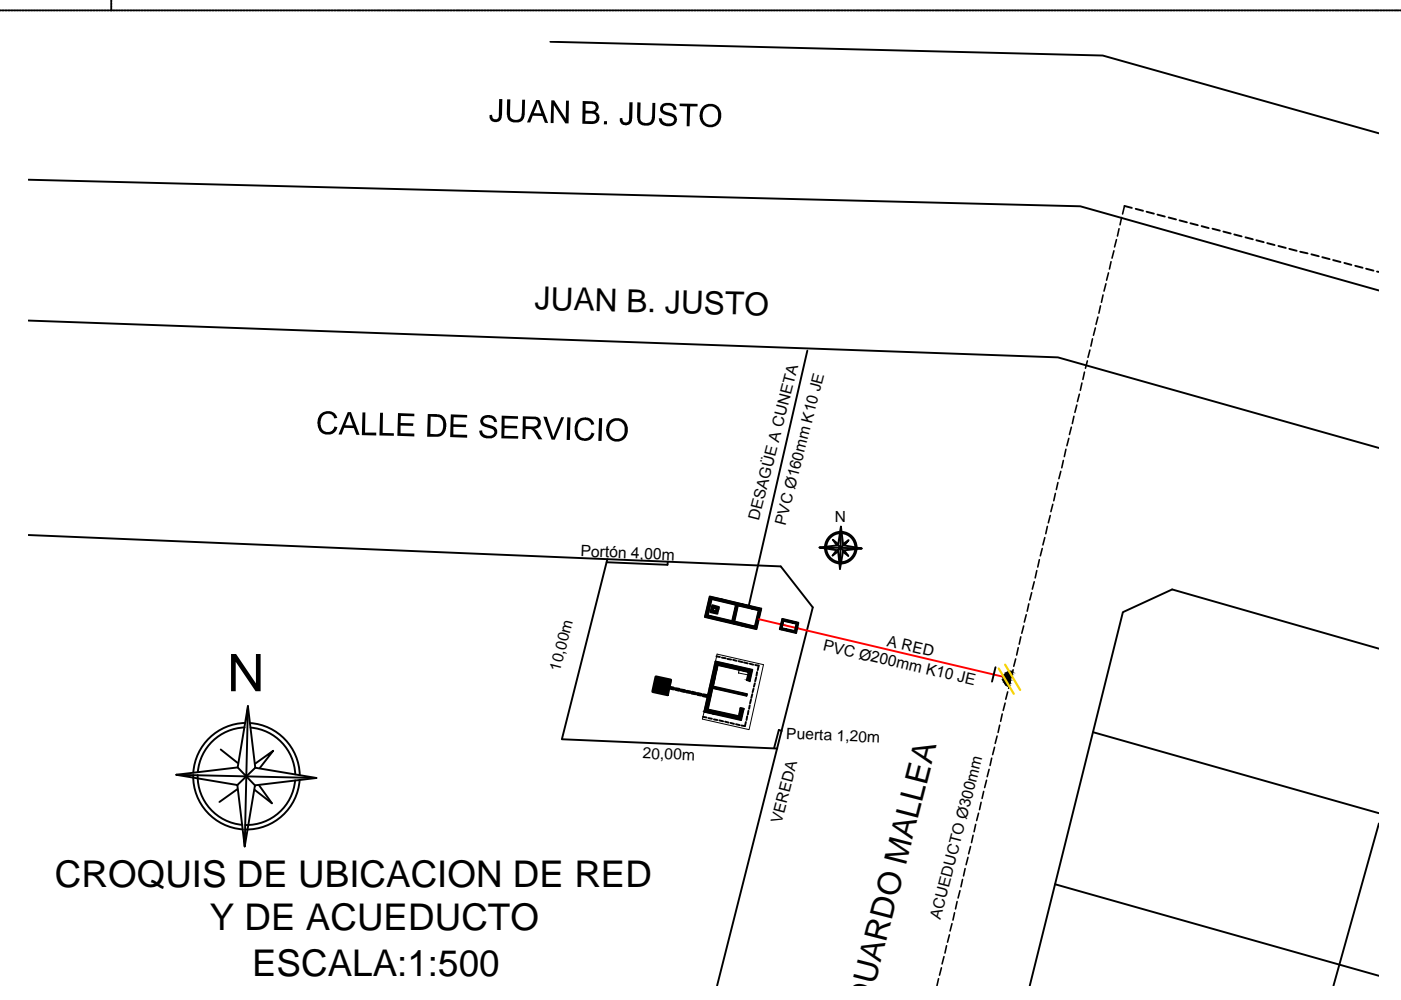 JUAN B. JUSTO
JUAN B. JUSTO
CALLE DE SERVICIO
DESAGÜE A CUNETA
PVC Ø160mm K10 JE
N
Portón 4,00m
10,00m
A RED
PVC Ø200mm K10 JE
Puerta 1,20m
20,00m
VEREDA
ACUEDUCTO Ø300mm
DUARDO MALLEA
N
CROQUIS DE UBICACION DE RED
Y DE ACUEDUCTO
ESCALA:1:500